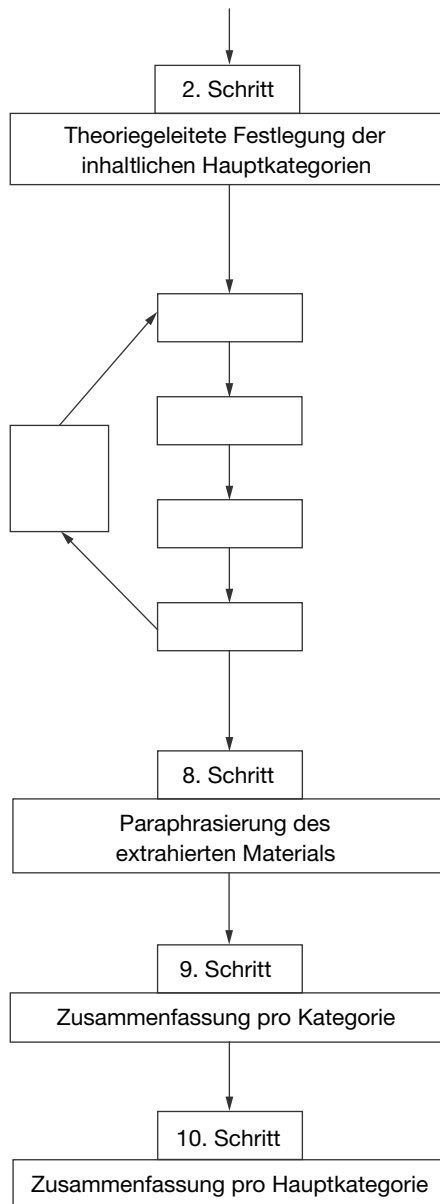 2. Schritt
Theoriegeleitete Festlegung der
inhaltlichen Hauptkategorien
8. Schritt
Paraphrasierung des
extrahierten Materials
9. Schritt
Zusammenfassung pro Kategorie
10. Schritt
Zusammenfassung pro Hauptkategorie